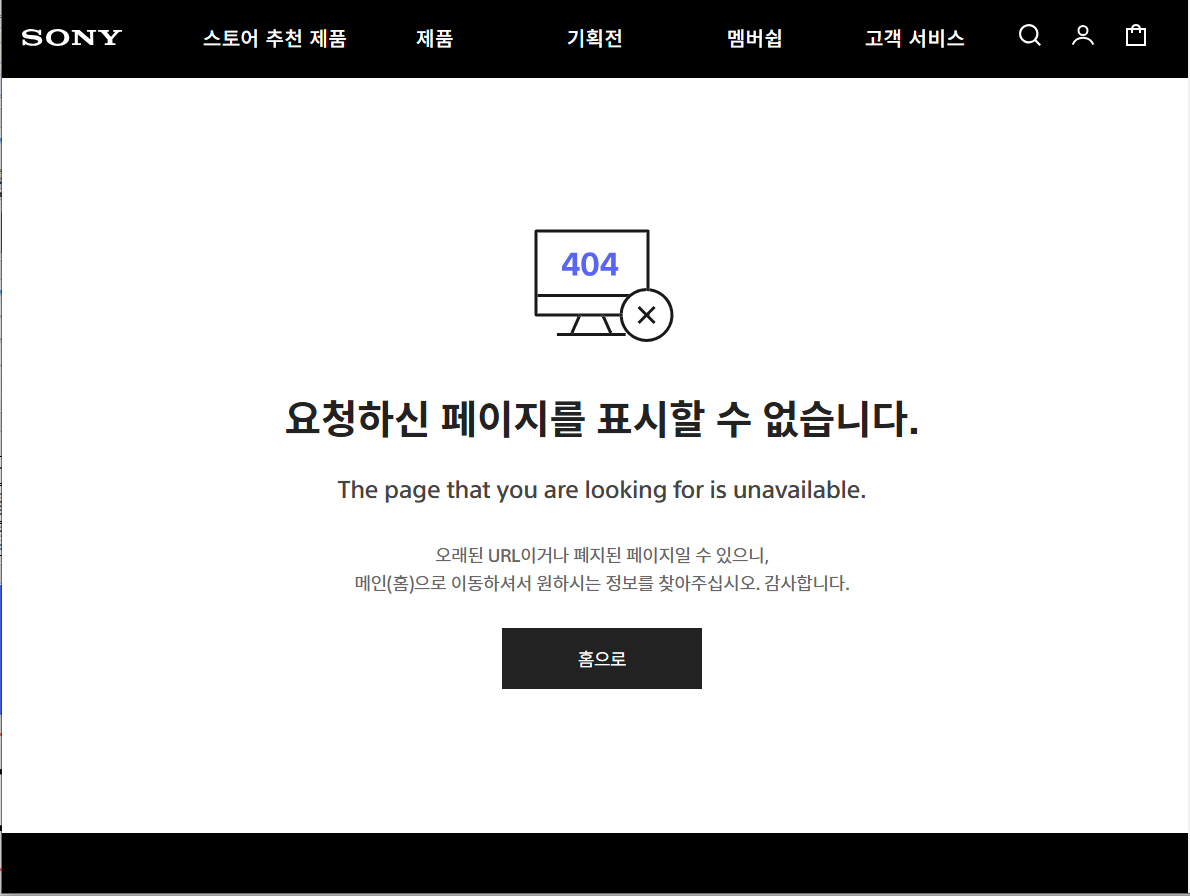 SONY
스토어 추천 제품
제품
기획전
멤버쉽
고객 서비스
404
요청하신 페이지를 표시할 수 없습니다.
The page that you are looking for is unavailable.
오래된 URL이거나 폐지된 페이지일 수 있으니,
메인(홈)으로 이동하셔서 원하시는 정보를 찾아주십시오. 감사합니다.
홈으로